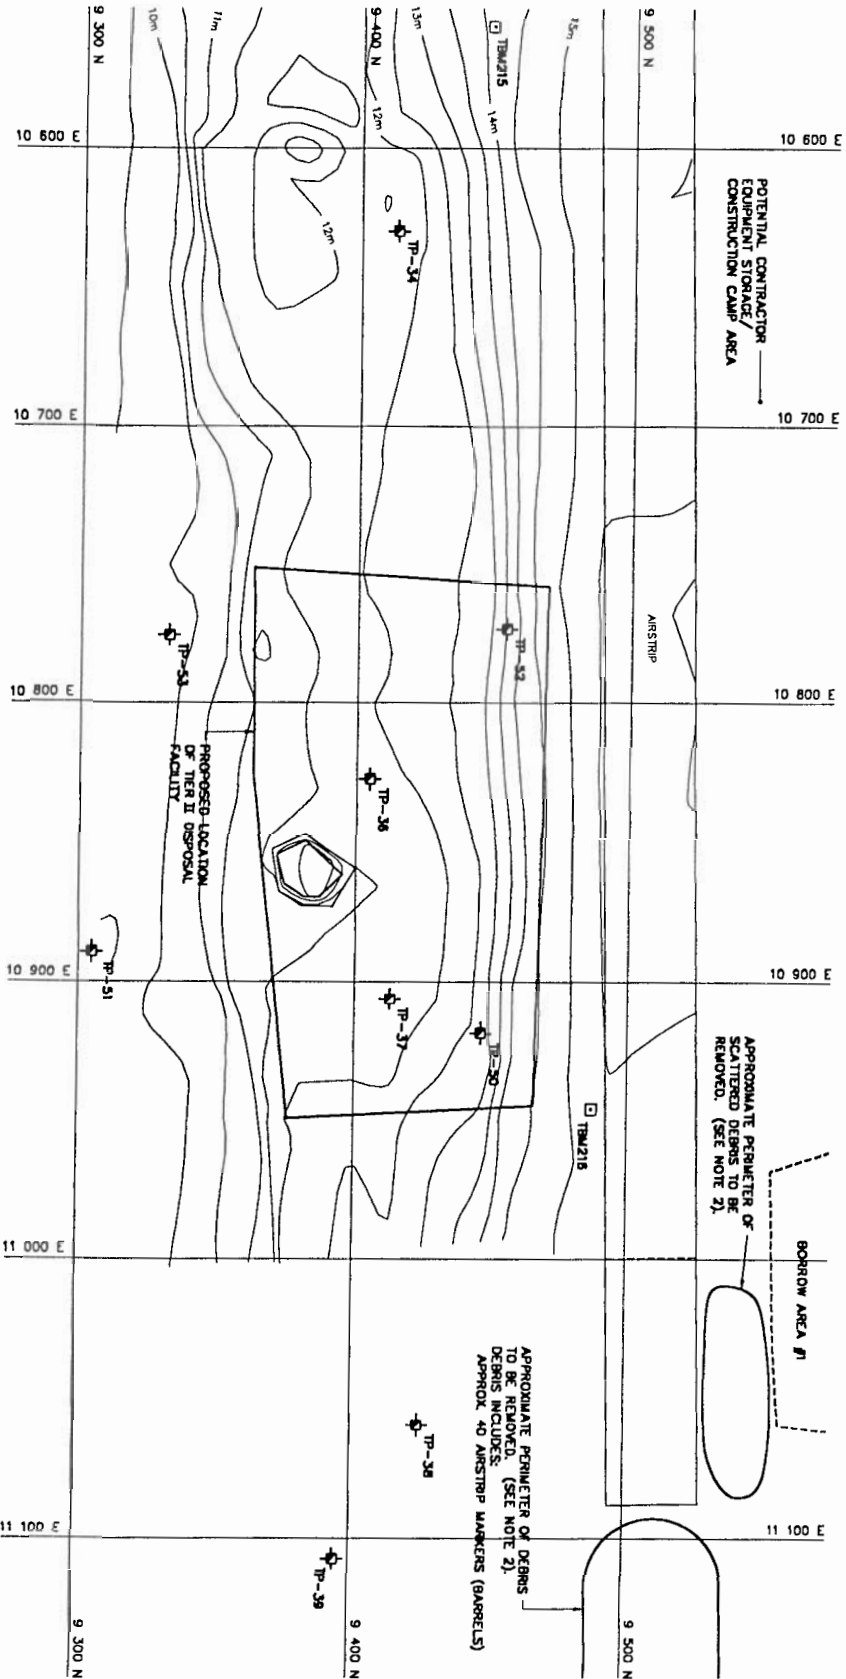 9 300 N
9 400 N
9 500 N
10m
11m
12m
13m
14m
15m
TBM215
10 600 E
10 600 E
12m
TP-34
POTENTIAL CONTRACTOR
EQUIPMENT STORAGE/
CONSTRUCTION CAMP AREA
10 700 E
10 700 E
AIRSTRIP
TP-53
TP-52
10 800 E
10 800 E
PROPOSED LOCATION
OF TIER II DISPOSAL
FACILITY
TP-36
TP-51
10 900 E
10 900 E
TP-37
TP-50
TBM216
APPROXIMATE PERIMETER OF
SCATTERED DEBRIS TO BE
REMOVED. (SEE NOTE 2).
BORROW AREA #1
11 000 E
APPROXIMATE PERIMETER OF DEBRIS
TO BE REMOVED. (SEE NOTE 2).
DEBRIS INCLUDES:
APPROX. 40 AIRSTRIP MARKERS (BARRELS)
TP-38
11 100 E
11 100 E
TP-39
9 300 N
9 400 N
9 500 N